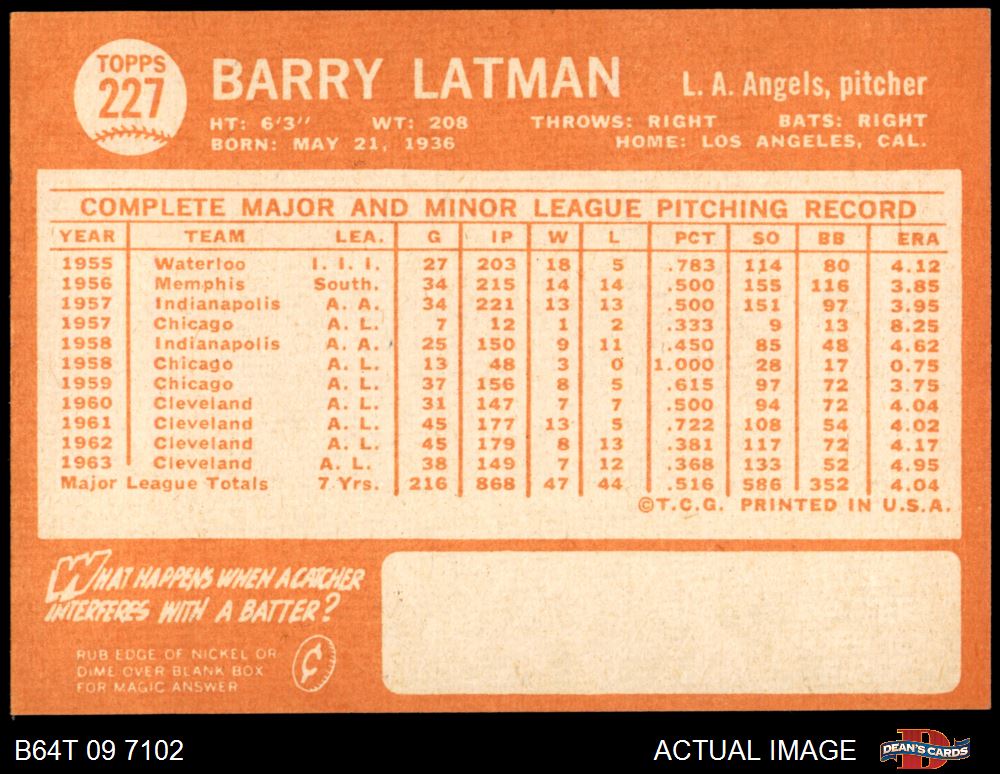 TOPPS
227
BARRY LATMAN L. A. Angels, pitcher
HT: 6'3" WT: 208 THROWS: RIGHT BATS: RIGHT
BORN: MAY 21, 1936 HOME: LOS ANGELES, CAL.
COMPLETE MAJOR AND MINOR LEAGUE PITCHING RECORD
YEAR TEAM LEA. G IP W L PCT SO BB ERA
1955 Waterloo I. I. I. 27 203 18 5 .783 114 80 4.12
1956 Memphis South. 34 215 14 14 .500 155 116 3.85
1957 Indianapolis A. A. 34 221 13 13 .500 151 97 3.95
1957 Chicago A. L. 7 12 1 2 .333 9 13 8.25
1958 Indianapolis A. A. 25 150 9 11 .450 85 48 4.62
1958 Chicago A. L. 13 48 3 0 1.000 28 17 0.75
1959 Chicago A. L. 37 156 8 5 .615 97 72 3.75
1960 Cleveland A. L. 31 147 7 7 .500 94 72 4.04
1961 Cleveland A. L. 45 177 13 5 .722 108 54 4.02
1962 Cleveland A. L. 45 179 8 13 .381 117 72 4.17
1963 Cleveland A. L. 38 149 7 12 .368 133 52 4.95
Major League Totals 7 Yrs. 216 868 47 44 .516 586 352 4.04
©T.C.G. PRINTED IN U.S.A.
WHAT HAPPENS WHEN A CATCHER
INTERFERES WITH A BATTER?
RUB EDGE OF NICKEL OR
DIME OVER BLANK BOX
FOR MAGIC ANSWER
¢
B64T 09 7102 ACTUAL IMAGE DEAN'S CARDS